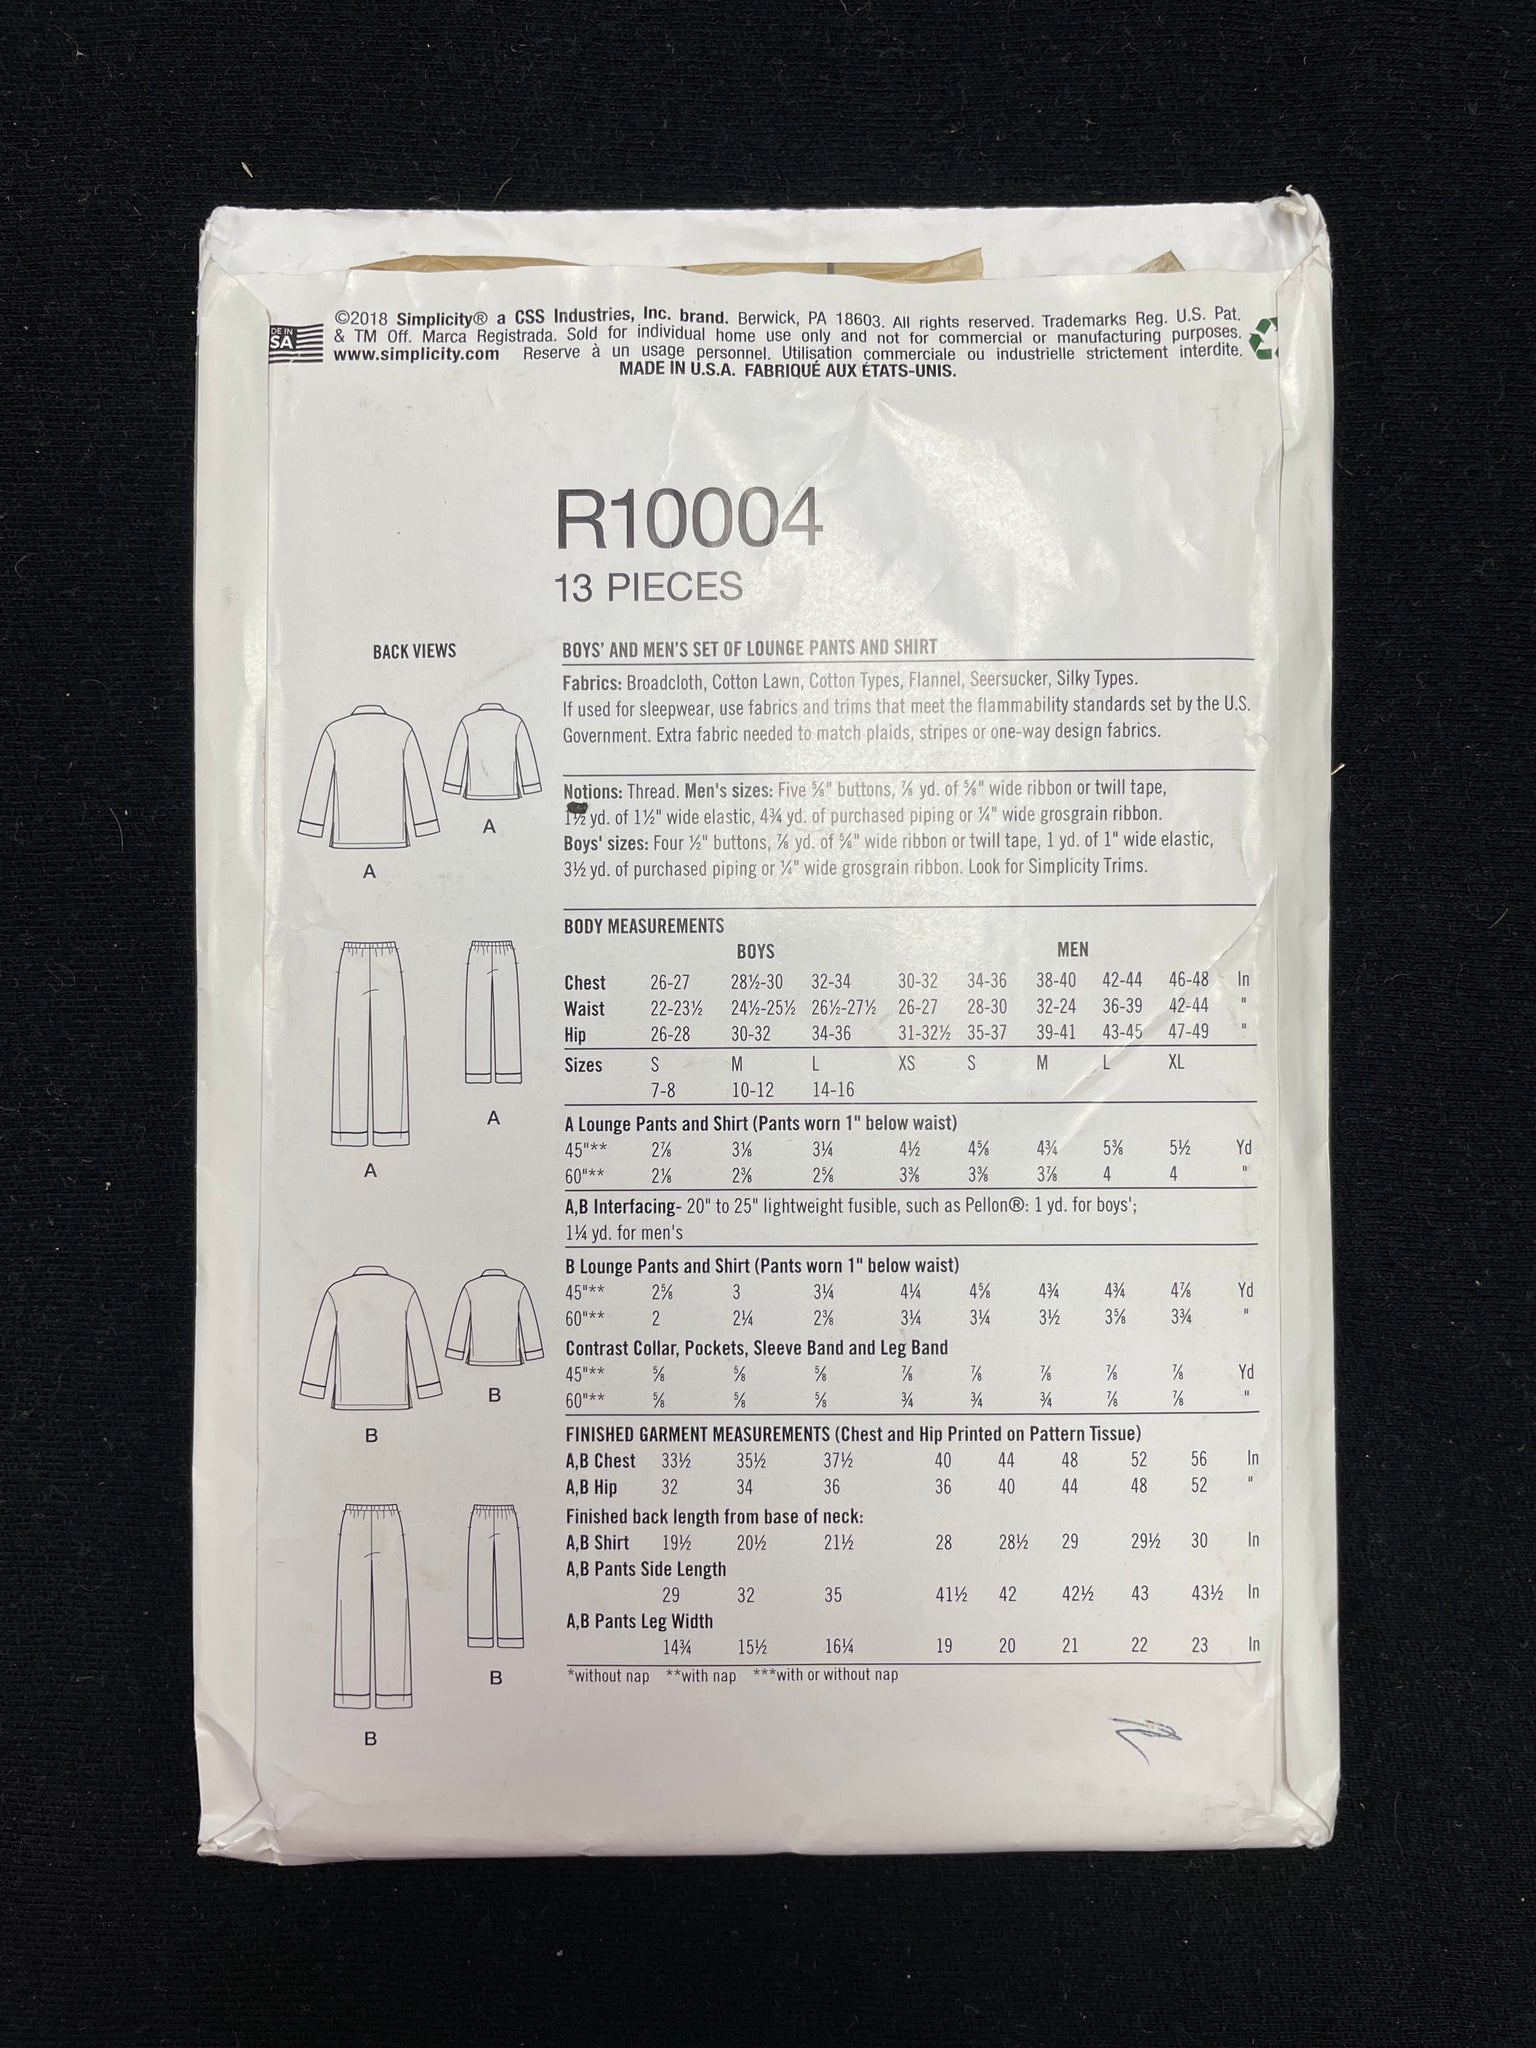 ©2018 Simplicity® a CSS Industries, Inc. brand. Berwick, PA 18603. All rights reserved. Trademarks Reg. U.S. Pat.
& TM Off. Marca Registrada. Sold for individual home use only and not for commercial or manufacturing purposes.
www.simplicity.com Reserve à un usage personnel. Utilisation commerciale ou industrielle strictement interdite.
MADE IN U.S.A. FABRIQUÉ AUX ÉTATS-UNIS.
DE IN
SA
R10004
13 PIECES
BACK VIEWS
A
A
A
A
B
B
B
B
BOYS' AND MEN'S SET OF LOUNGE PANTS AND SHIRT
Fabrics: Broadcloth, Cotton Lawn, Cotton Types, Flannel, Seersucker, Silky Types.
If used for sleepwear, use fabrics and trims that meet the flammability standards set by the U.S.
Government. Extra fabric needed to match plaids, stripes or one-way design fabrics.
Notions: Thread. Men's sizes: Five ⅝" buttons, ⅞ yd. of ⅝" wide ribbon or twill tape,
1½ yd. of 1½" wide elastic, 4¾ yd. of purchased piping or ¼" wide grosgrain ribbon.
Boys' sizes: Four ½" buttons, ⅞ yd. of ⅝" wide ribbon or twill tape, 1 yd. of 1" wide elastic,
3½ yd. of purchased piping or ¼" wide grosgrain ribbon. Look for Simplicity Trims.
BODY MEASUREMENTS
BOYS MEN
Chest 26-27 28½-30 32-34 30-32 34-36 38-40 42-44 46-48 In
Waist 22-23½ 24½-25½ 26½-27½ 26-27 28-30 32-24 36-39 42-44 "
Hip 26-28 30-32 34-36 31-32½ 35-37 39-41 43-45 47-49 "
Sizes S M L XS S M L XL
7-8 10-12 14-16
A Lounge Pants and Shirt (Pants worn 1" below waist)
45"** 2⅞ 3⅛ 3¼ 4½ 4⅝ 4¾ 5⅜ 5½ Yd
60"** 2⅛ 2⅜ 2⅝ 3⅜ 3⅜ 3⅞ 4 4 "
A,B Interfacing- 20" to 25" lightweight fusible, such as Pellon®: 1 yd. for boys';
1¼ yd. for men's
B Lounge Pants and Shirt (Pants worn 1" below waist)
45"** 2⅝ 3 3¼ 4¼ 4⅝ 4¾ 4¾ 4⅞ Yd
60"** 2 2¼ 2⅜ 3¼ 3¼ 3½ 3⅝ 3¾ "
Contrast Collar, Pockets, Sleeve Band and Leg Band
45"** ⅝ ⅝ ⅝ ⅞ ⅞ ⅞ ⅞ ⅞ Yd
60"** ⅝ ⅝ ⅝ ¾ ¾ ¾ ⅞ ⅞ "
FINISHED GARMENT MEASUREMENTS (Chest and Hip Printed on Pattern Tissue)
A,B Chest 33½ 35½ 37½ 40 44 48 52 56 In
A,B Hip 32 34 36 36 40 44 48 52 "
Finished back length from base of neck:
A,B Shirt 19½ 20½ 21½ 28 28½ 29 29½ 30 In
A,B Pants Side Length
29 32 35 41½ 42 42½ 43 43½ In
A,B Pants Leg Width
14¾ 15½ 16¼ 19 20 21 22 23 In
*without nap **with nap ***with or without nap